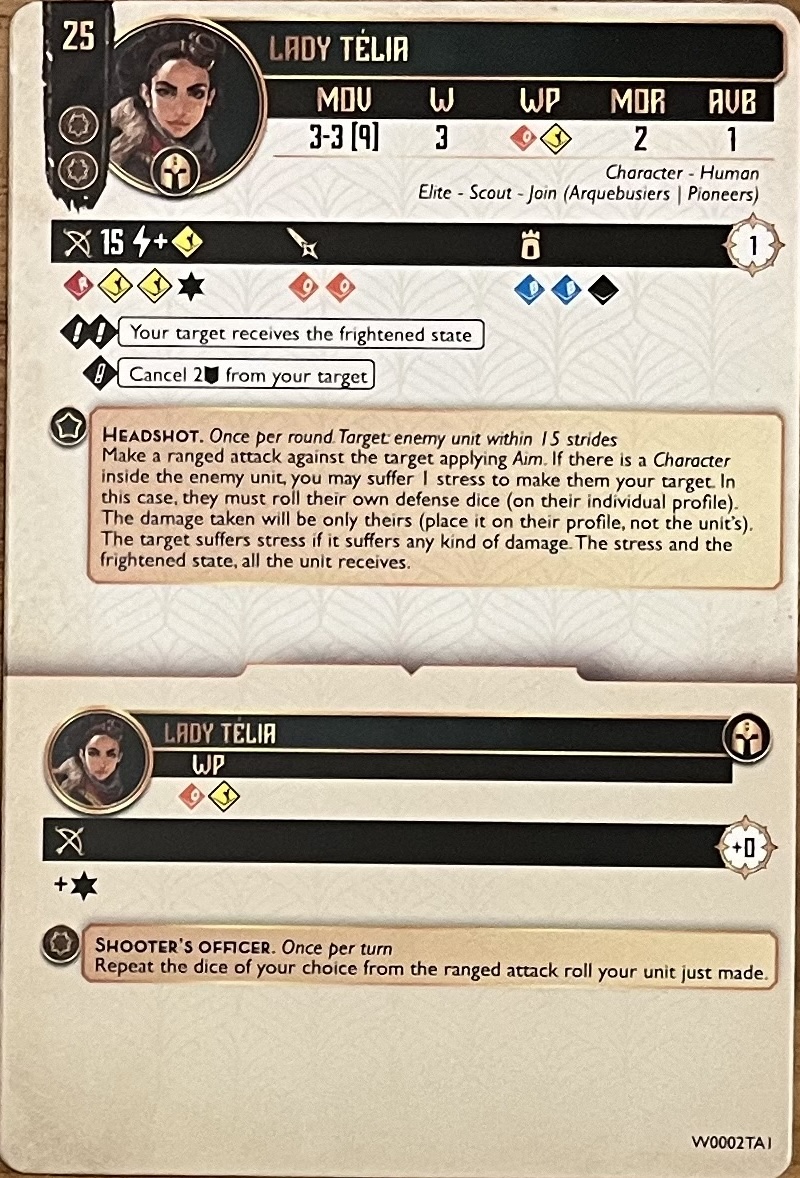 25
LADY TÉLIA
MOV W WP MOR AVB
3-3 [9] 3 2 1
Character - Human
Elite - Scout - Join (Arquebusiers | Pioneers)
15 + 1
Your target receives the frightened state
Cancel 2 from your target
HEADSHOT. Once per round. Target: enemy unit within 15 strides
Make a ranged attack against the target applying Aim. If there is a Character
inside the enemy unit, you may suffer 1 stress to make them your target. In
this case, they must roll their own defense dice (on their individual profile).
The damage taken will be only theirs (place it on their profile, not the unit's).
The target suffers stress if it suffers any kind of damage. The stress and the
frightened state, all the unit receives.
LADY TÉLIA
WP
+0
+
SHOOTER'S OFFICER. Once per turn
Repeat the dice of your choice from the ranged attack roll your unit just made.
W0002TA1